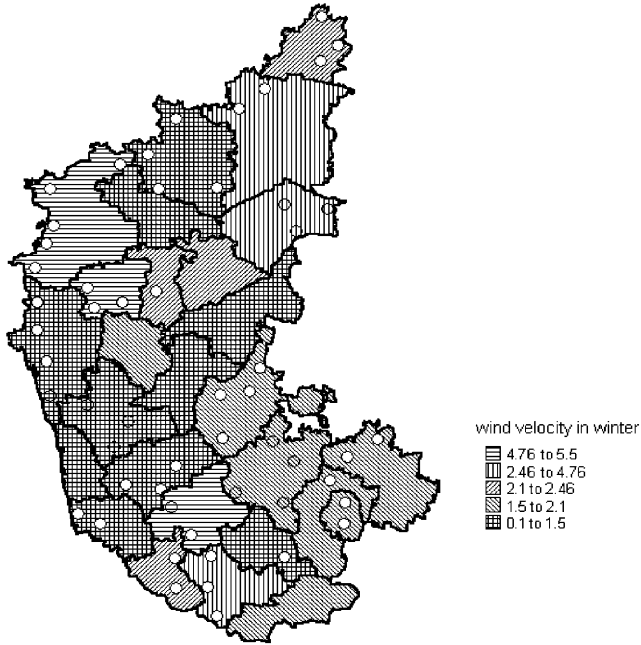 wind velocity in winter
4.76 to 5.5
2.46 to 4.76
2.1 to 2.46
1.5 to 2.1
0.1 to 1.5